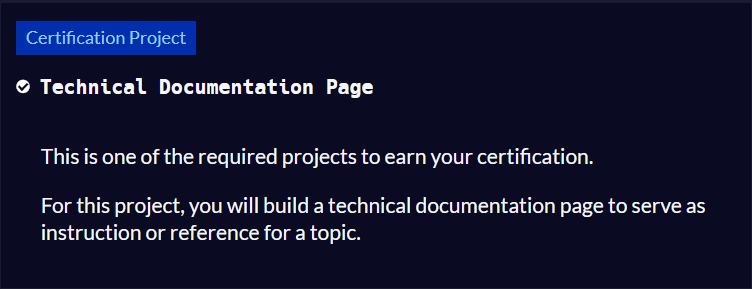 Certification Project
Technical Documentation Page
This is one of the required projects to earn your certification.
For this project, you will build a technical documentation page to serve as
instruction or reference for a topic.